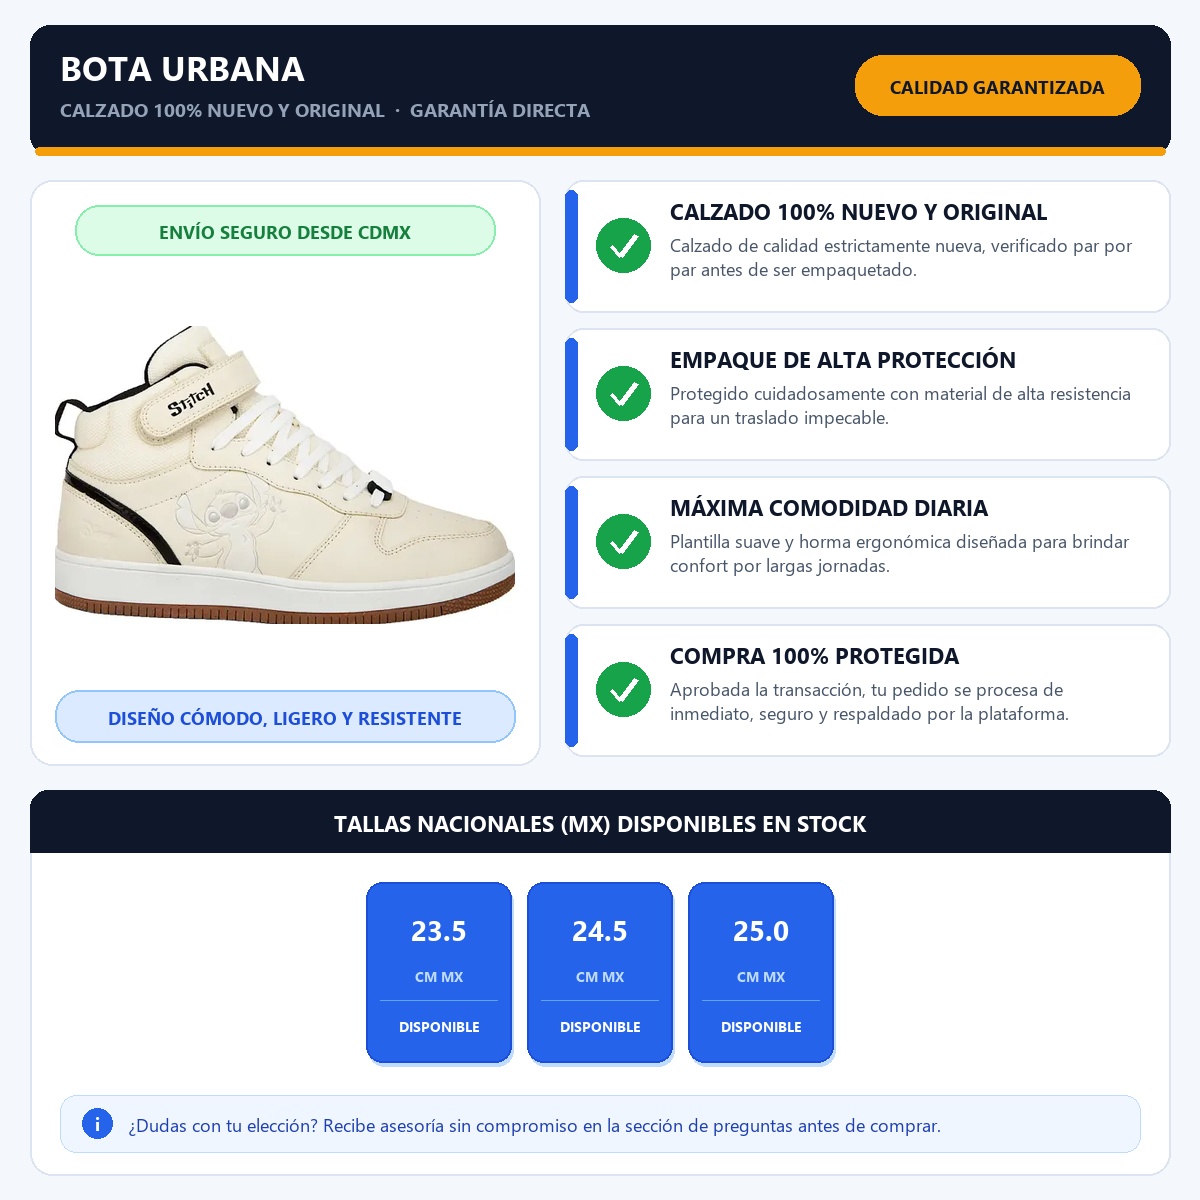 BOTA URBANA
CALZADO 100% NUEVO Y ORIGINAL · GARANTÍA DIRECTA
CALIDAD GARANTIZADA
ENVÍO SEGURO DESDE CDMX
Stitch
DISEÑO CÓMODO, LIGERO Y RESISTENTE
CALZADO 100% NUEVO Y ORIGINAL
Calzado de calidad estrictamente nueva, verificado par por
par antes de ser empaquetado.
EMPAQUE DE ALTA PROTECCIÓN
Protegido cuidadosamente con material de alta resistencia
para un traslado impecable.
MÁXIMA COMODIDAD DIARIA
Plantilla suave y horma ergonómica diseñada para brindar
confort por largas jornadas.
COMPRA 100% PROTEGIDA
Aprobada la transacción, tu pedido se procesa de
inmediato, seguro y respaldado por la plataforma.
TALLAS NACIONALES (MX) DISPONIBLES EN STOCK
23.5
CM MX
DISPONIBLE
24.5
CM MX
DISPONIBLE
25.0
CM MX
DISPONIBLE
¿Dudas con tu elección? Recibe asesoría sin compromiso en la sección de preguntas antes de comprar.